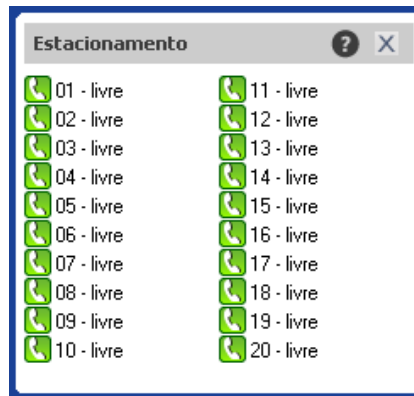 Estacionamento ? X
01 - livre
02 - livre
03 - livre
04 - livre
05 - livre
06 - livre
07 - livre
08 - livre
09 - livre
10 - livre
11 - livre
12 - livre
13 - livre
14 - livre
15 - livre
16 - livre
17 - livre
18 - livre
19 - livre
20 - livre